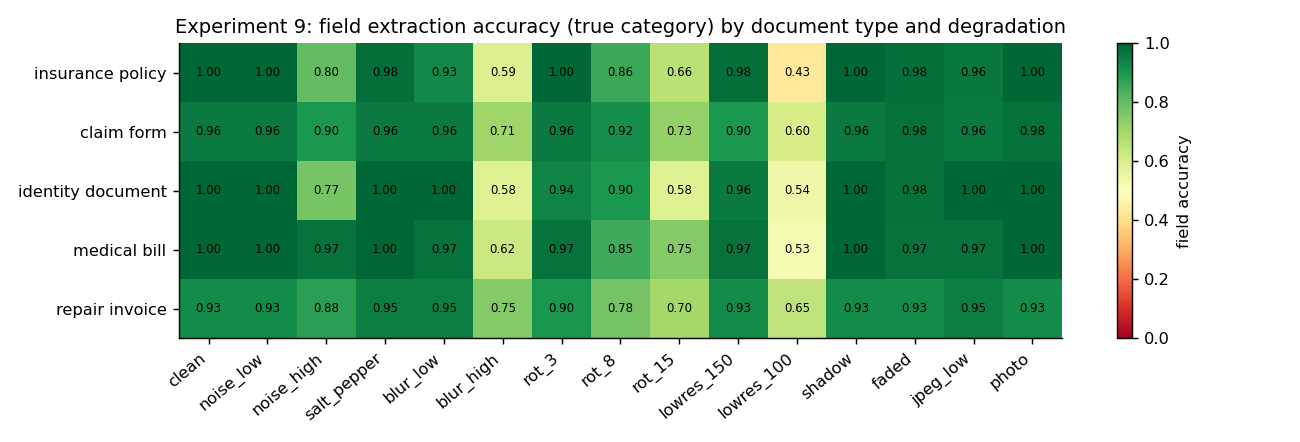 Experiment 9: field extraction accuracy (true category) by document type and degradation
insurance policy 1.00 1.00 0.80 0.98 0.93 0.59 1.00 0.86 0.66 0.98 0.43 1.00 0.98 0.96 1.00
claim form 0.96 0.96 0.90 0.96 0.96 0.71 0.96 0.92 0.73 0.90 0.60 0.96 0.98 0.96 0.98
identity document 1.00 1.00 0.77 1.00 1.00 0.58 0.94 0.90 0.58 0.96 0.54 1.00 0.98 1.00 1.00
medical bill 1.00 1.00 0.97 1.00 0.97 0.62 0.97 0.85 0.75 0.97 0.53 1.00 0.97 0.97 1.00
repair invoice 0.93 0.93 0.88 0.95 0.95 0.75 0.90 0.78 0.70 0.93 0.65 0.93 0.93 0.95 0.93
clean noise_low noise_high salt_pepper blur_low blur_high rot_3 rot_8 rot_15 lowres_150 lowres_100 shadow faded jpeg_low photo
1.0
0.8
0.6
0.4
0.2
0.0
field accuracy